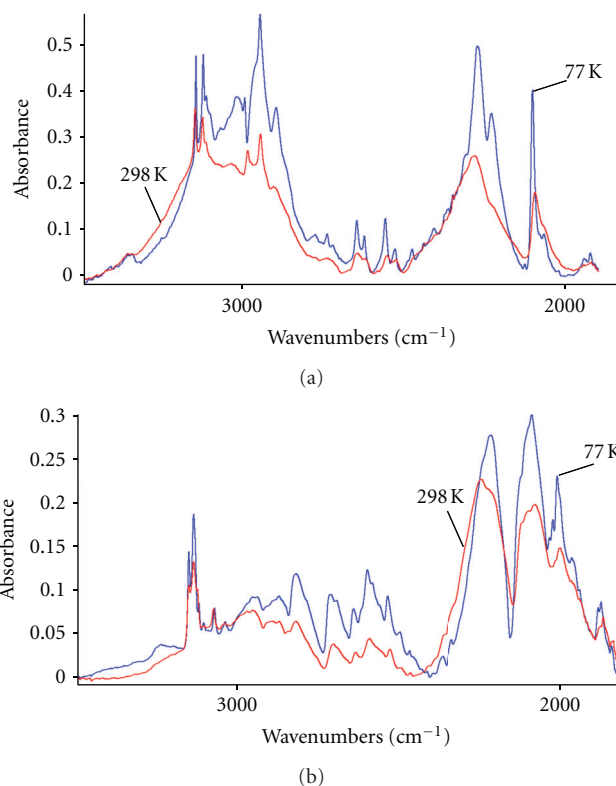 0.5
0.4
0.3
0.2
0.1
0
Absorbance
298 K
77 K
3000
2000
Wavenumbers (cm−1)
(a)
0.3
0.25
0.2
0.15
0.1
0.05
0
Absorbance
298 K
77 K
3000
2000
Wavenumbers (cm−1)
(b)